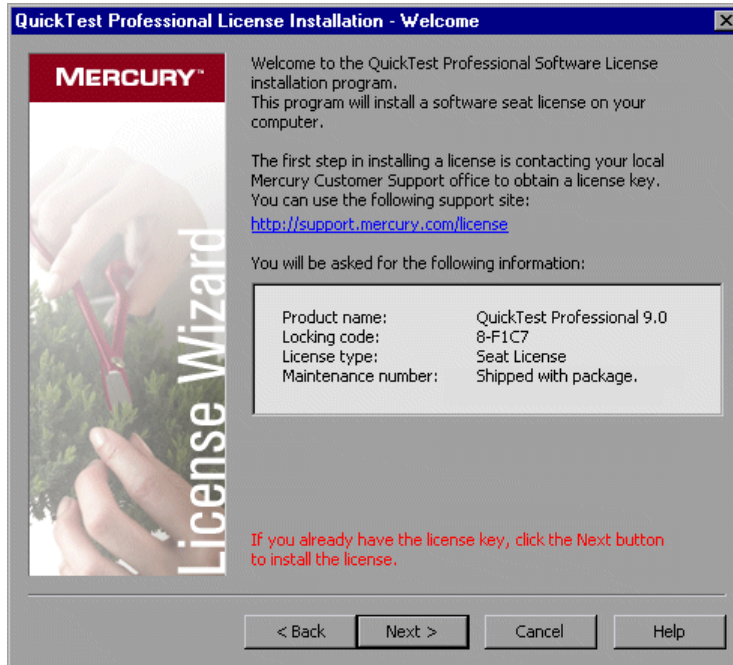 QuickTest Professional License Installation - Welcome
MERCURY™
License Wizard
Welcome to the QuickTest Professional Software License
installation program.
This program will install a software seat license on your
computer.
The first step in installing a license is contacting your local
Mercury Customer Support office to obtain a license key.
You can use the following support site:
http://support.mercury.com/license
You will be asked for the following information:
Product name: QuickTest Professional 9.0
Locking code: 8-F1C7
License type: Seat License
Maintenance number: Shipped with package.
If you already have the license key, click the Next button
to install the license.
< Back Next > Cancel Help